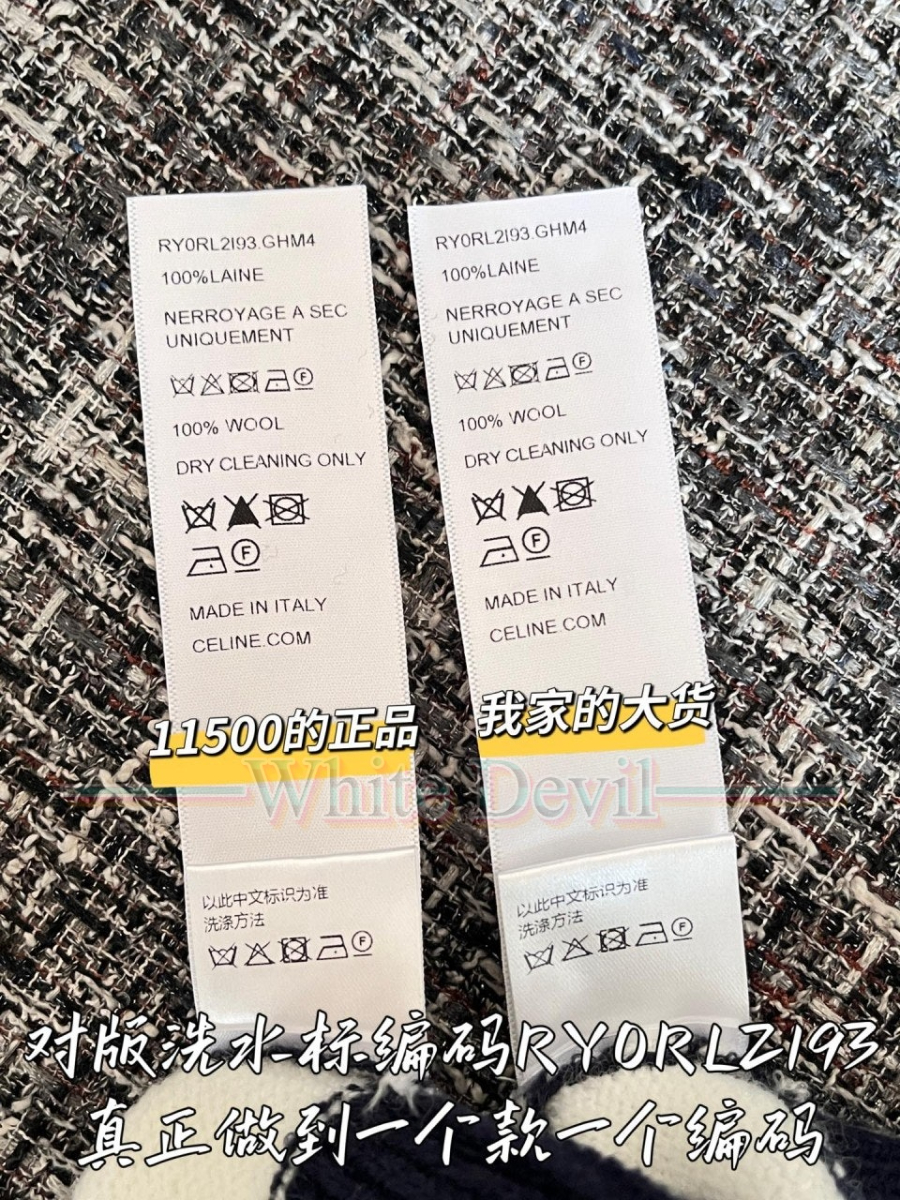 RY0RL2I93.GHM4
100%LAINE
NERROYAGE A SEC
UNIQUEMENT
F
100% WOOL
DRY CLEANING ONLY
F
MADE IN ITALY
CELINE.COM
11500的正品
以此中文标识为准
洗涤方法
F
RY0RL2I93.GHM4
100%LAINE
NERROYAGE A SEC
UNIQUEMENT
F
100% WOOL
DRY CLEANING ONLY
F
MADE IN ITALY
CELINE.COM
我家的大货
以此中文标识为准
洗涤方法
F
White Devil
对版洗水标编码RY0RL2I93
真正做到一个款一个编码